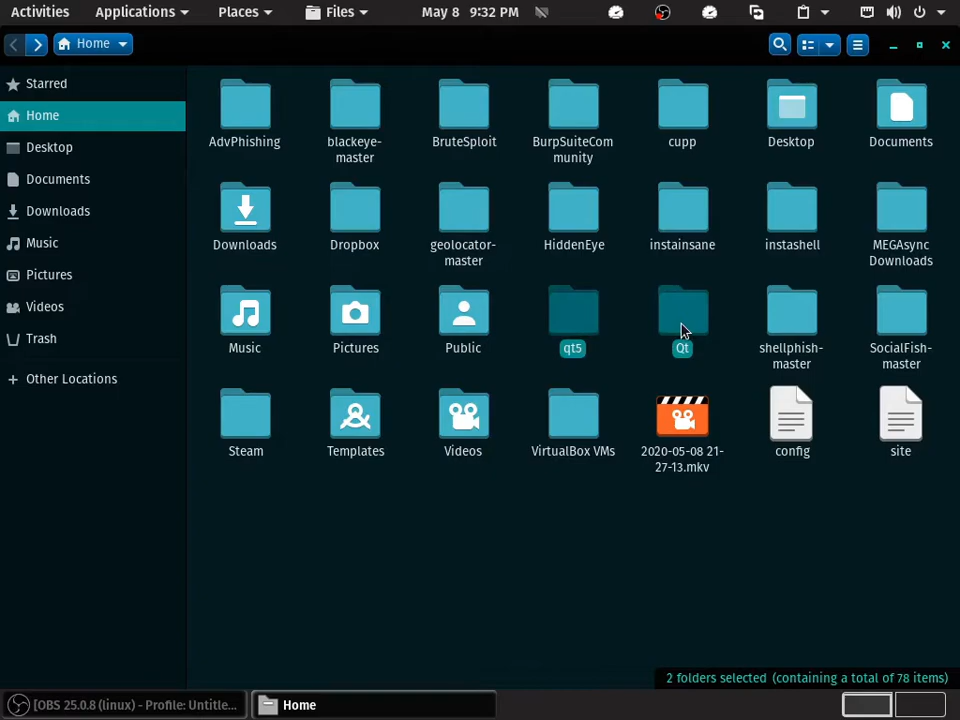 Activities Applications Places Files May 8 9:32 PM
Home
Starred
Home
Desktop
Documents
Downloads
Music
Pictures
Videos
Trash
Other Locations
AdvPhishing
blackeye-
master
BruteSploit
BurpSuiteCom
munity
cupp
Desktop
Documents
Downloads
Dropbox
geolocator-
master
HiddenEye
instainsane
instashell
MEGAsync
Downloads
Music
Pictures
Public
qt5
Qt
shellphish-
master
SocialFish-
master
Steam
Templates
Videos
VirtualBox VMs
2020-05-08 21-
27-13.mkv
config
site
2 folders selected (containing a total of 78 items)
[OBS 25.0.8 (linux) - Profile: Untitle... Home